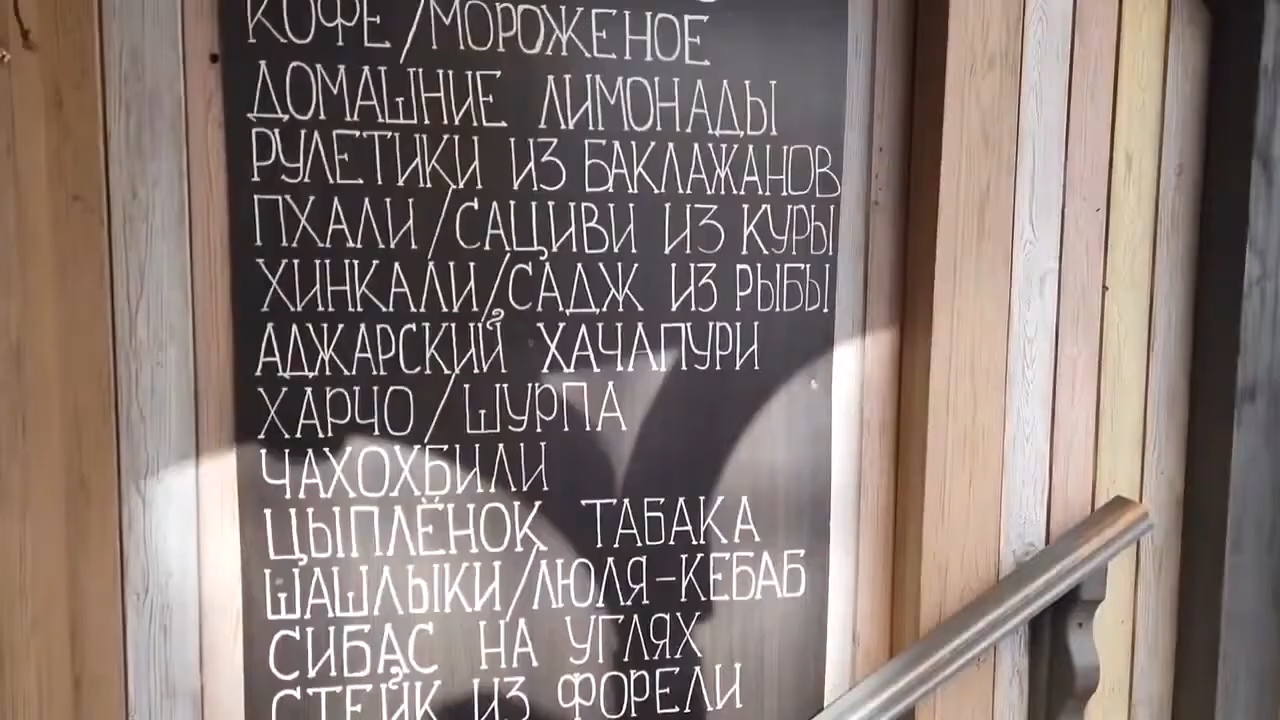 КОФЕ/МОРОЖЕНОЕ
ДОМАШНИЕ ЛИМОНАДЫ
РУЛЕТИКИ ИЗ БАКЛАЖАНОВ
ПХАЛИ/САЦИВИ ИЗ КУРЫ
ХИНКАЛИ/САДЖ ИЗ РЫБЫ
АДЖАРСКИЙ ХАЧАПУРИ
ХАРЧО/ШУРПА
ЧАХОХБИЛИ
ЦЫПЛЁНОК ТАБАКА
ШАШЛЫКИ/ЛЮЛЯ-КЕБАБ
СИБАС НА УГЛЯХ
СТЕЙК ИЗ ФОРЕЛИ